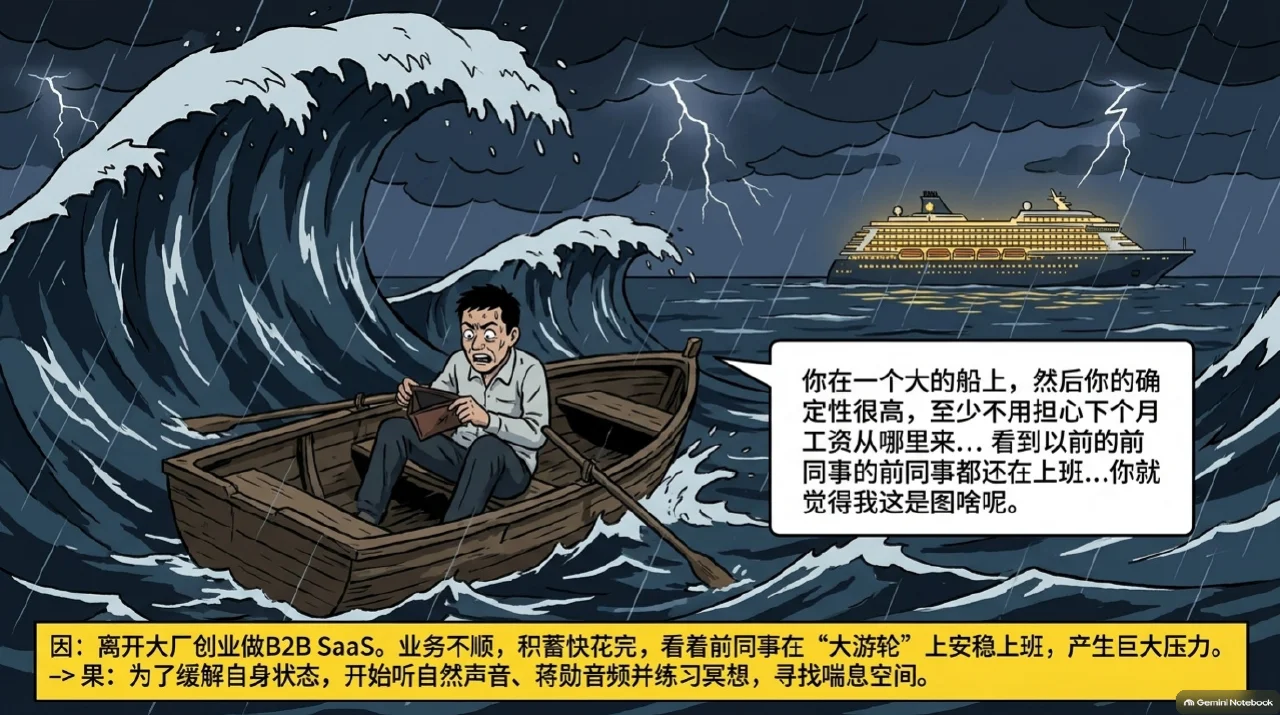 你在一个大的船上，然后你的确
定性很高，至少不用担心下个月
工资从哪里来... 看到以前的前
同事的前同事都还在上班...你就
觉得我这是图啥呢。
因：离开大厂创业做B2B SaaS。业务不顺，积蓄快花完，看着前同事在“大游轮”上安稳上班，产生巨大压力。
–> 果：为了缓解自身状态，开始听自然声音、蒋勋音频并练习冥想，寻找喘息空间。
Gemini Notebook